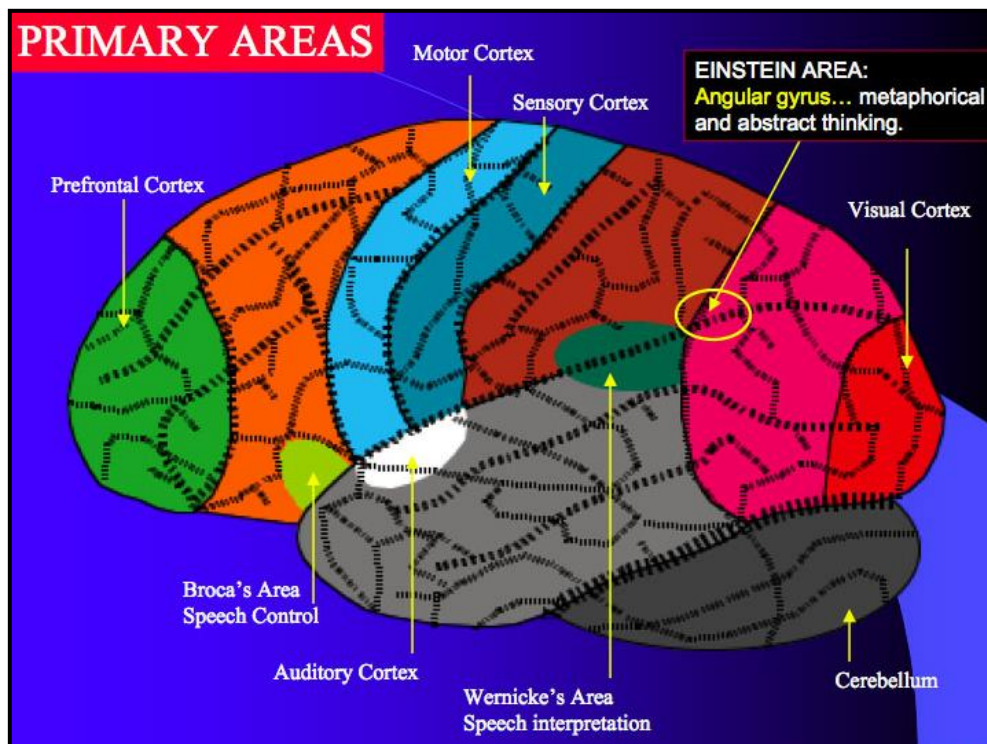 PRIMARY AREAS
Motor Cortex
Sensory Cortex
EINSTEIN AREA:
Angular gyrus... metaphorical
and abstract thinking.
Prefrontal Cortex
Visual Cortex
Broca's Area
Speech Control
Auditory Cortex
Wernicke's Area
Speech interpretation
Cerebellum